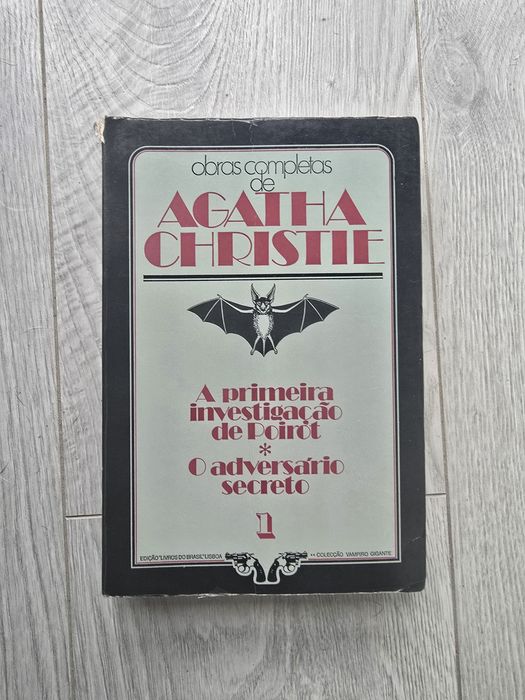 obras completas
de
AGATHA
CHRISTIE
A primeira
investigação
de Poirot
*
O adversário
secreto
1
EDIÇÃO "LIVROS DO BRASIL" LISBOA
** COLECÇÃO VAMPIRO GIGANTE